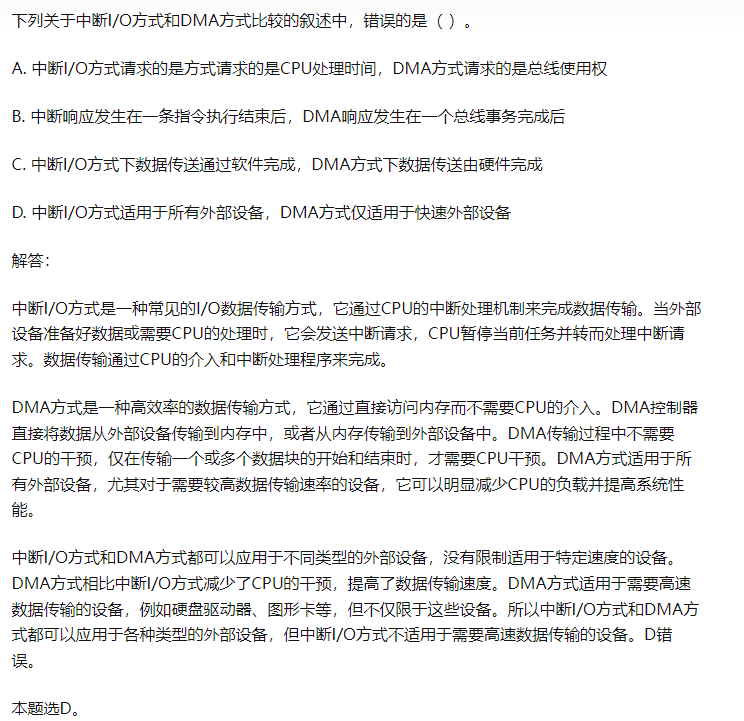 下列关于中断I/O方式和DMA方式比较的叙述中，错误的是（ ）。
A. 中断I/O方式请求的是方式请求的是CPU处理时间，DMA方式请求的是总线使用权
B. 中断响应发生在一条指令执行结束后，DMA响应发生在一个总线事务完成后
C. 中断I/O方式下数据传送通过软件完成，DMA方式下数据传送由硬件完成
D. 中断I/O方式适用于所有外部设备，DMA方式仅适用于快速外部设备
解答：
中断I/O方式是一种常见的I/O数据传输方式，它通过CPU的中断处理机制来完成数据传输。当外部
设备准备好数据或需要CPU的处理时，它会发送中断请求，CPU暂停当前任务并转而处理中断请
求。数据传输通过CPU的介入和中断处理程序来完成。
DMA方式是一种高效率的数据传输方式，它通过直接访问内存而不需要CPU的介入。DMA控制器
直接将数据从外部设备传输到内存中，或者从内存传输到外部设备中。DMA传输过程中不需要
CPU的干预，仅在传输一个或多个数据块的开始和结束时，才需要CPU干预。DMA方式适用于所
有外部设备，尤其对于需要较高数据传输速率的设备，它可以明显减少CPU的负载并提高系统性
能。
中断I/O方式和DMA方式都可以应用于不同类型的外部设备，没有限制适用于特定速度的设备。
DMA方式相比中断I/O方式减少了CPU的干预，提高了数据传输速度。DMA方式适用于需要高速
数据传输的设备，例如硬盘驱动器、图形卡等，但不仅限于这些设备。所以中断I/O方式和DMA方
式都可以应用于各种类型的外部设备，但中断I/O方式不适用于需要高速数据传输的设备。D错
误。
本题选D。